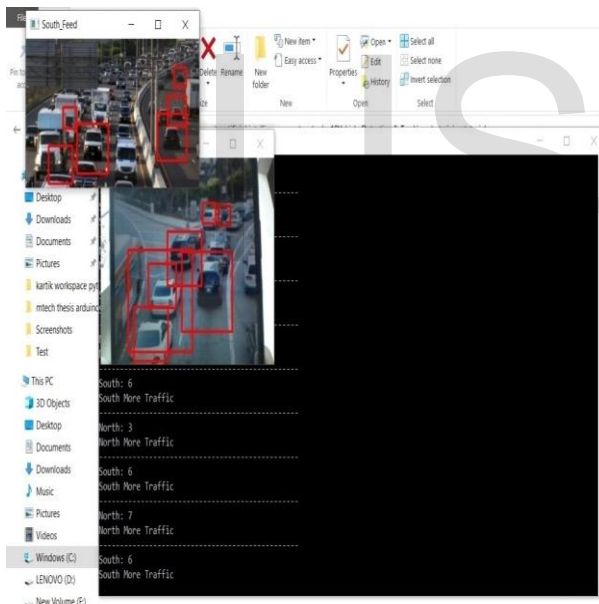 File
South_Feed
New item
Open
Select all
Easy access
Edit
Select none
Delete Rename
New
folder
Properties
History
Invert selection
New
Open
Select
Desktop
Downloads
Documents
Pictures
kartik workspace pyt
mtech thesis arduino
Screenshots
Test
This PC
3D Objects
Desktop
Documents
Downloads
Music
Pictures
Videos
Windows (C:)
LENOVO (D:)
New Volume (E:)
South: 6
South More Traffic
North: 3
North More Traffic
South: 6
South More Traffic
North: 7
North More Traffic
South: 6
South More Traffic